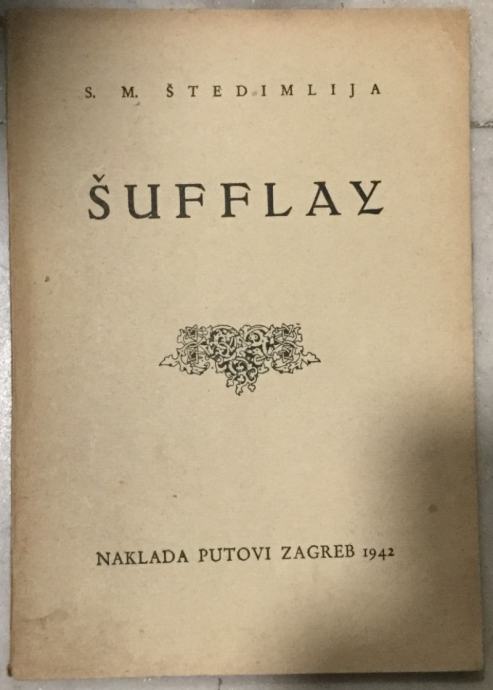 S. M. ŠTEDIMLIJA
ŠUFFLAY
NAKLADA PUTOVI ZAGREB 1942